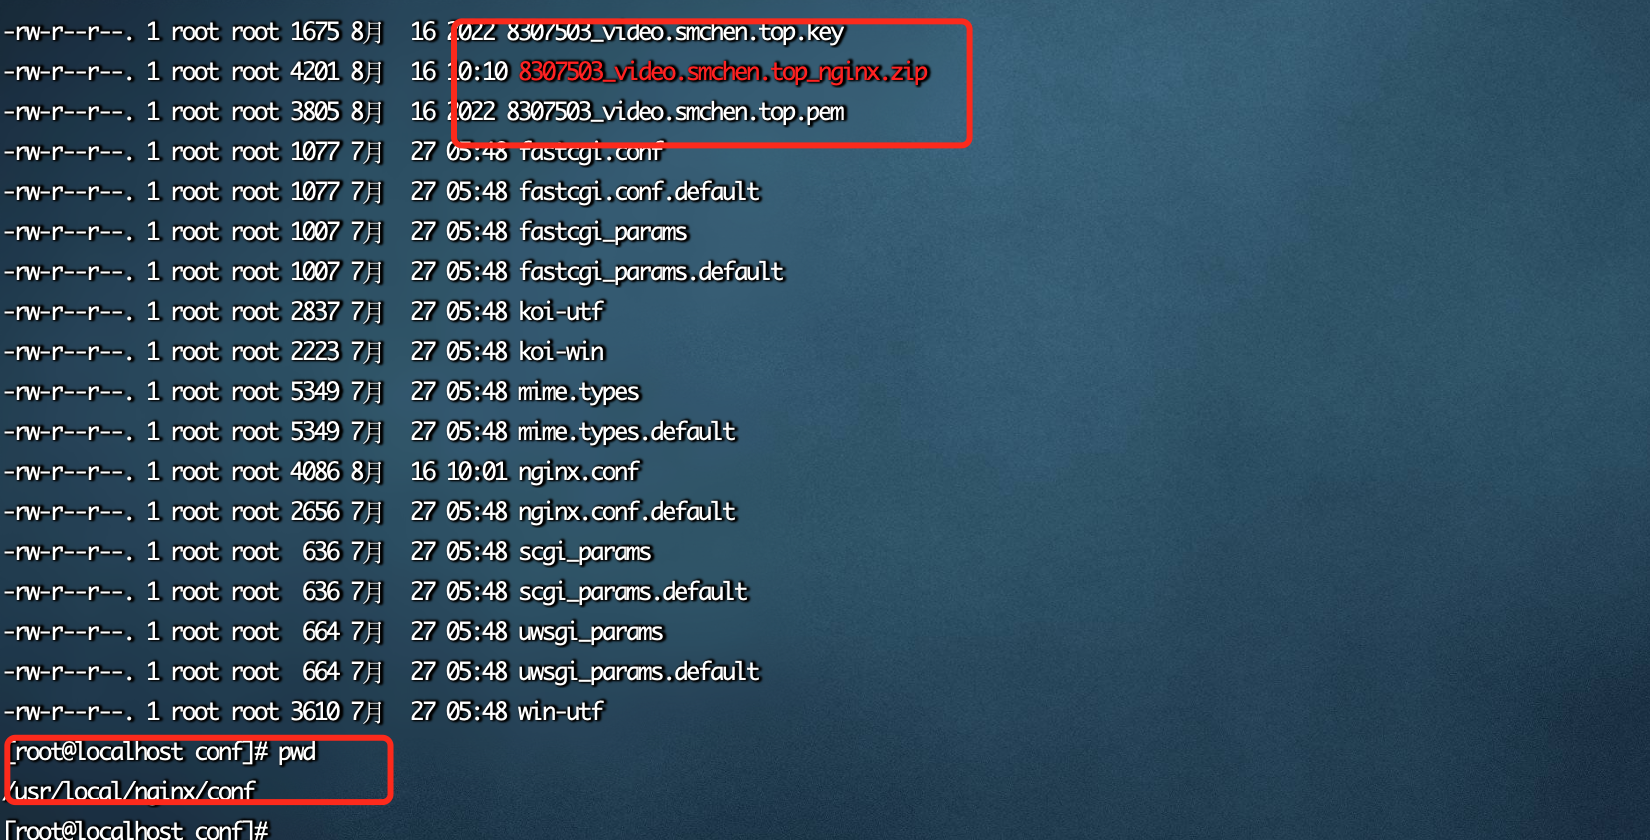 -rw-r--r--. 1 root root 1675 8月  16 2022 8307503_video.smchen.top.key
-rw-r--r--. 1 root root 4201 8月  16 10:10 8307503_video.smchen.top_nginx.zip
-rw-r--r--. 1 root root 3805 8月  16 2022 8307503_video.smchen.top.pem
-rw-r--r--. 1 root root 1077 7月  27 05:48 fastcgi.conf
-rw-r--r--. 1 root root 1077 7月  27 05:48 fastcgi.conf.default
-rw-r--r--. 1 root root 1007 7月  27 05:48 fastcgi_params
-rw-r--r--. 1 root root 1007 7月  27 05:48 fastcgi_params.default
-rw-r--r--. 1 root root 2837 7月  27 05:48 koi-utf
-rw-r--r--. 1 root root 2223 7月  27 05:48 koi-win
-rw-r--r--. 1 root root 5349 7月  27 05:48 mime.types
-rw-r--r--. 1 root root 5349 7月  27 05:48 mime.types.default
-rw-r--r--. 1 root root 4086 8月  16 10:01 nginx.conf
-rw-r--r--. 1 root root 2656 7月  27 05:48 nginx.conf.default
-rw-r--r--. 1 root root  636 7月  27 05:48 scgi_params
-rw-r--r--. 1 root root  636 7月  27 05:48 scgi_params.default
-rw-r--r--. 1 root root  664 7月  27 05:48 uwsgi_params
-rw-r--r--. 1 root root  664 7月  27 05:48 uwsgi_params.default
-rw-r--r--. 1 root root 3610 7月  27 05:48 win-utf
[root@localhost conf]# pwd
/usr/local/nginx/conf
[root@localhost conf]#